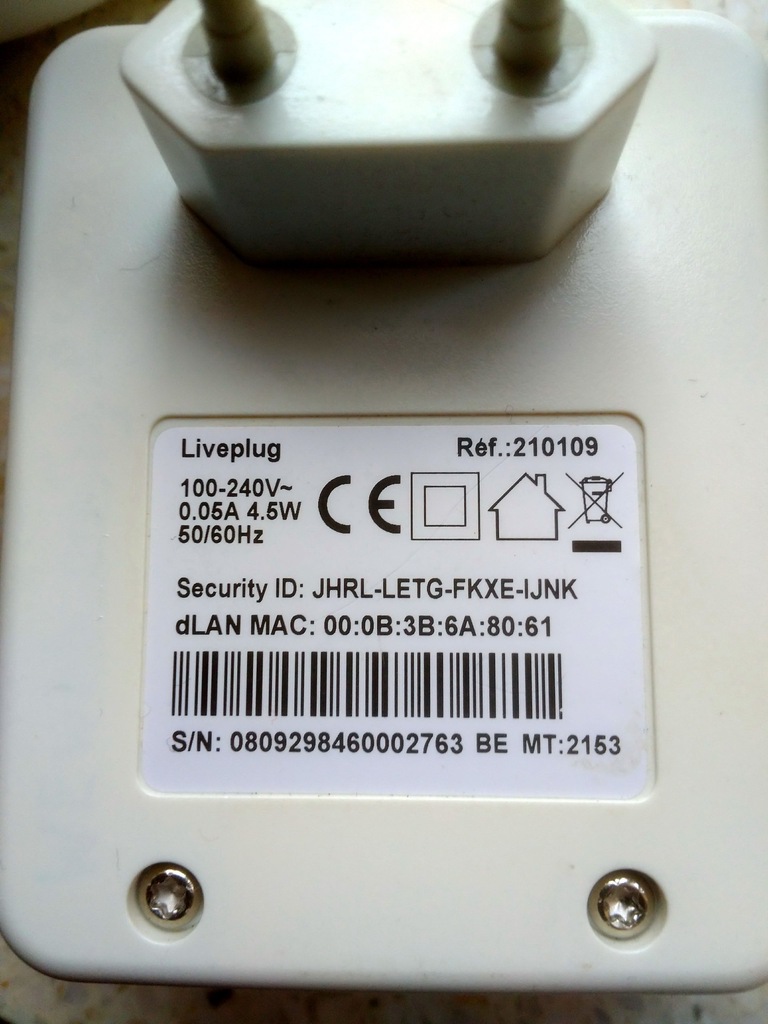 Liveplug Réf.:210109
100-240V~
0.05A 4.5W
50/60Hz
CE
Security ID: JHRL-LETG-FKXE-IJNK
dLAN MAC: 00:0B:3B:6A:80:61
S/N: 0809298460002763 BE MT:2153